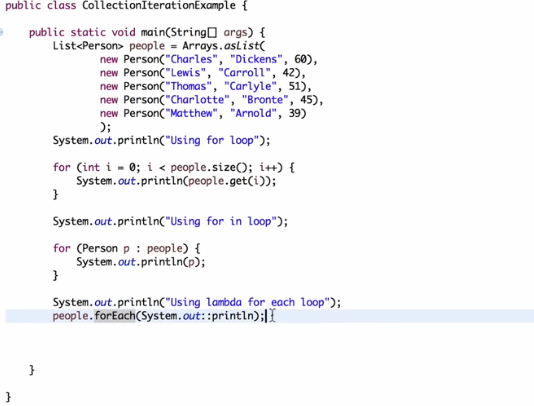 public class CollectionIterationExample {
public static void main(String[] args) {
List<Person> people = Arrays.asList(
new Person("Charles", "Dickens", 60),
new Person("Lewis", "Carroll", 42),
new Person("Thomas", "Carlyle", 51),
new Person("Charlotte", "Bronte", 45),
new Person("Matthew", "Arnold", 39)
);
System.out.println("Using for loop");
for (int i = 0; i < people.size(); i++) {
System.out.println(people.get(i));
}
System.out.println("Using for in loop");
for (Person p : people) {
System.out.println(p);
}
System.out.println("Using lambda for each loop");
people.forEach(System.out::println);
}
}